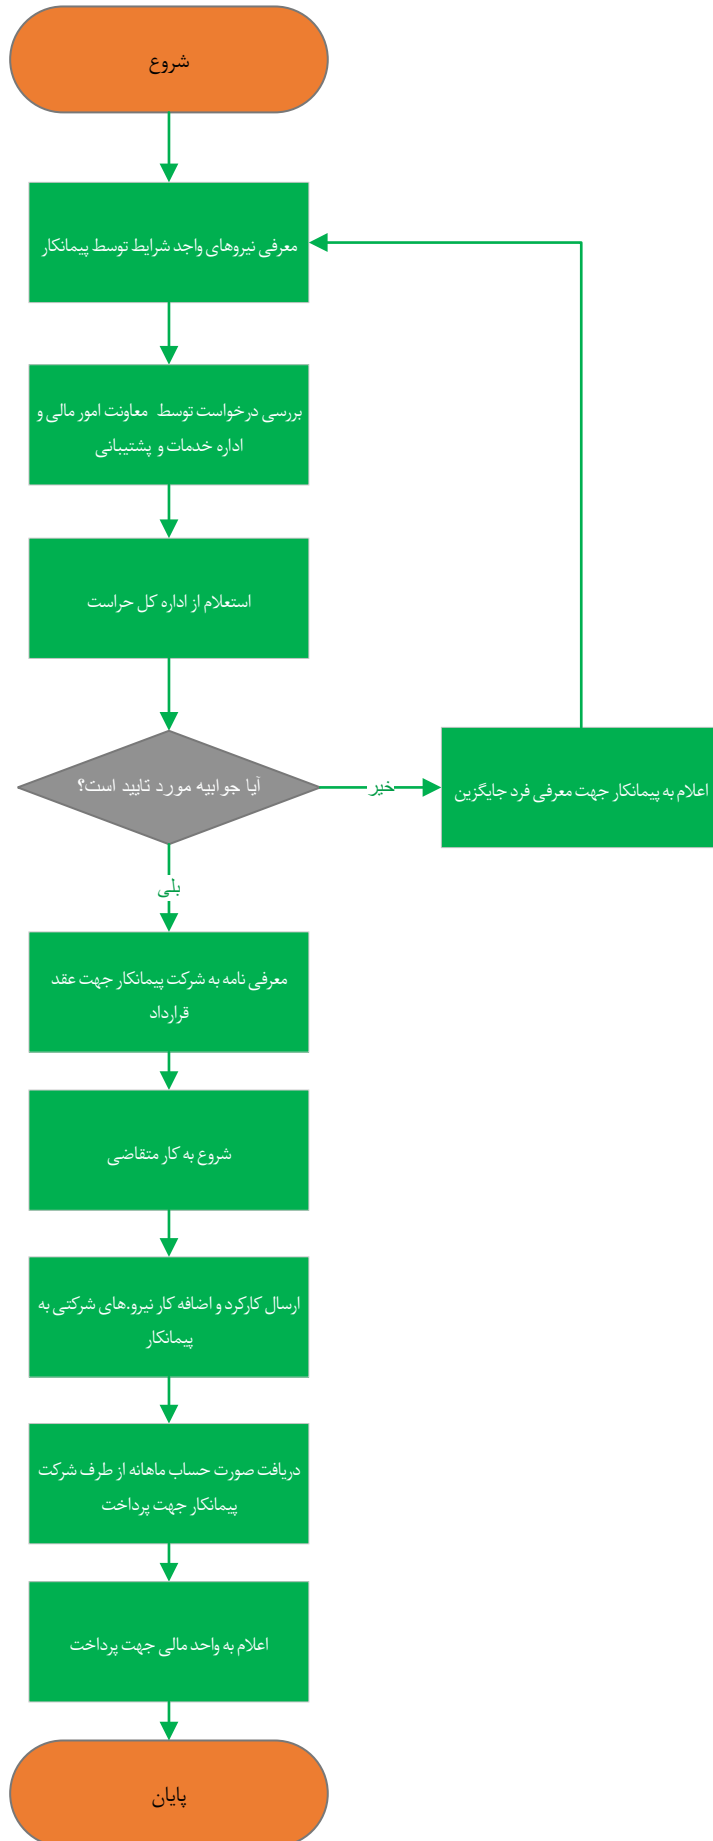 شروع
معرفی نیروهای واجد شرایط توسط پیمانکار
بررسی درخواست توسط معاونت امور مالی و
اداره خدمات و پشتیبانی
استعلام از اداره کل حراست
آیا جوابیه مورد تایید است؟
خیر
اعلام به پیمانکار جهت معرفی فرد جایگزین
بلی
معرفی نامه به شرکت پیمانکار جهت عقد
قرارداد
شروع به کار متقاضی
ارسال کارکرد و اضافه کار نیرو.های شرکتی به
پیمانکار
دریافت صورت حساب ماهانه از طرف شرکت
پیمانکار جهت پرداخت
اعلام به واحد مالی جهت پرداخت
پایان